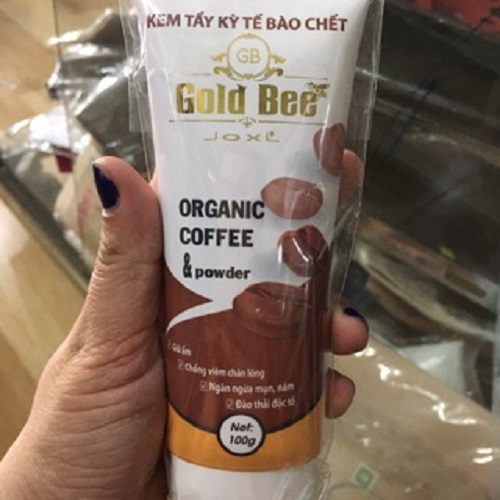 KEM TẨY KỲ TẾ BÀO CHẾT
GB
Gold Bee
JOXL
ORGANIC
COFFEE
& powder
Giữ ẩm
Chống viêm chân lông
Ngăn ngừa mụn, nám
Đào thải độc tố
Net:
100g